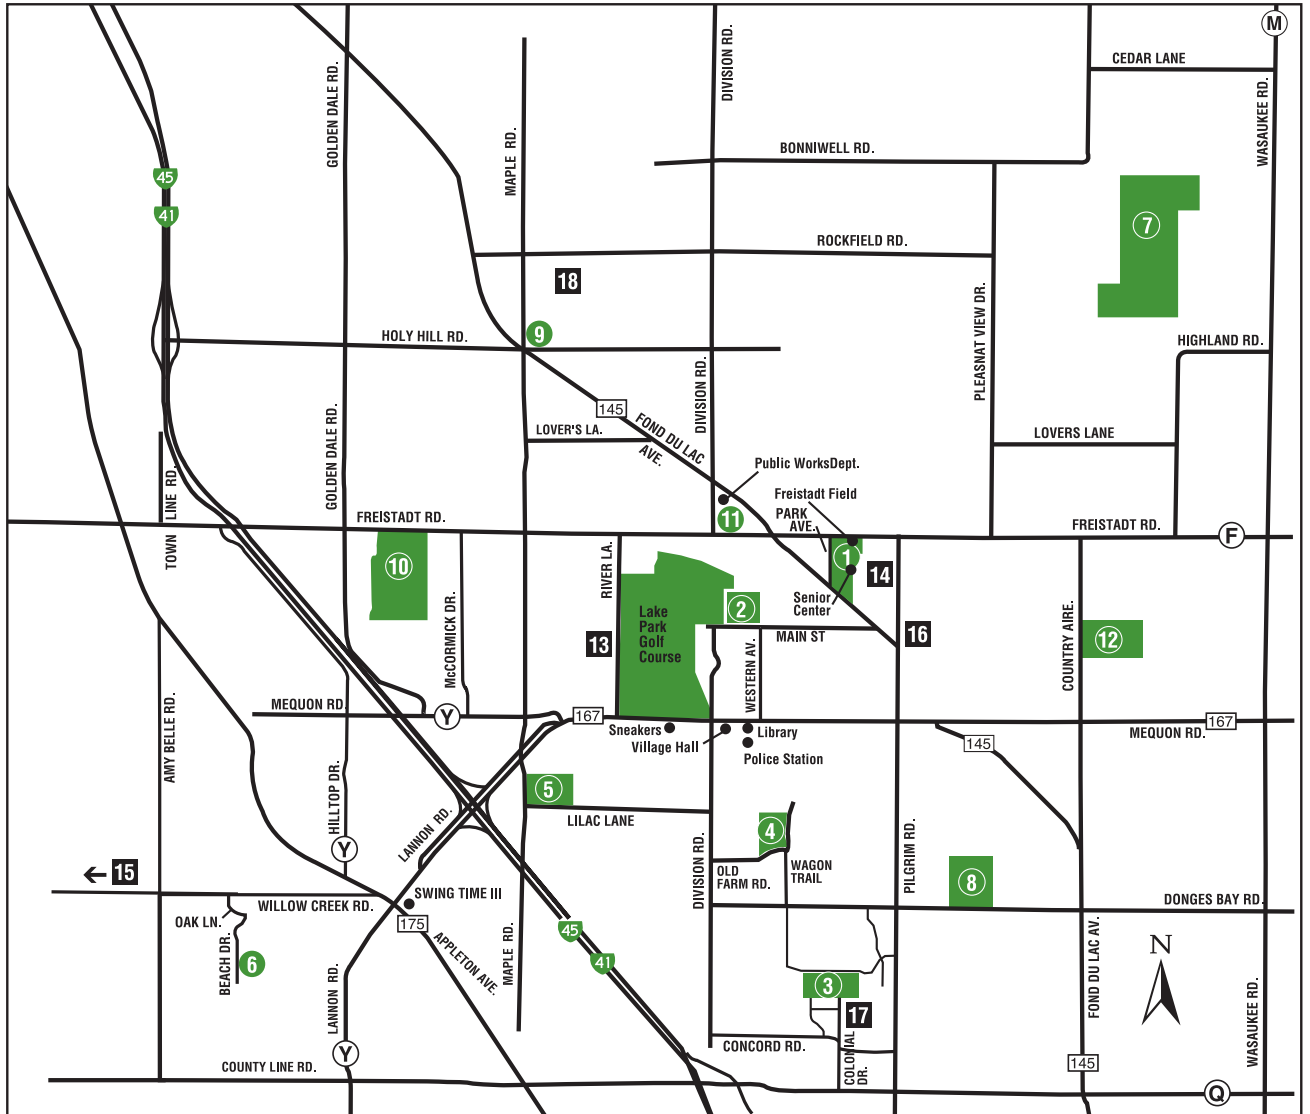 M
CEDAR LANE
DIVISION RD.
GOLDEN DALE RD.
WASAUKEE RD.
MAPLE RD.
BONNIWELL RD.
45
41
7
ROCKFIELD RD.
18
PLEASNAT VIEW DR.
9
HOLY HILL RD.
HIGHLAND RD.
DIVISION RD.
145
FOND DU LAC
AVE.
GOLDEN DALE RD.
LOVER'S LA.
LOVERS LANE
Public WorksDept.
TOWN LINE RD.
Freistadt Field
PARK
AVE.
FREISTADT RD.
11
FREISTADT RD.
F
10
RIVER LA.
1
14
McCORMICK DR.
Senior
Center
2
Lake
Park
Golf
Course
MAIN ST
16
13
12
COUNTRY AIRE.
WESTERN AV.
AMY BELLE RD.
MEQUON RD.
Y
167
Sneakers
Village Hall
Library
Police Station
145
167
MEQUON RD.
HILLTOP DR.
5
LILAC LANE
4
LANNON RD.
Y
15
OLD
FARM RD.
WAGON
TRAIL
DIVISION RD.
PILGRIM RD.
8
DONGES BAY RD.
SWING TIME III
WILLOW CREEK RD.
OAK LN.
175
APPLETON AVE.
MAPLE RD.
45
41
BEACH DR.
6
LANNON RD.
3
17
FOND DU LAC AV.
N
WASAUKEE RD.
CONCORD RD.
COLONIAL
DR.
Y
145
COUNTY LINE RD.
Q